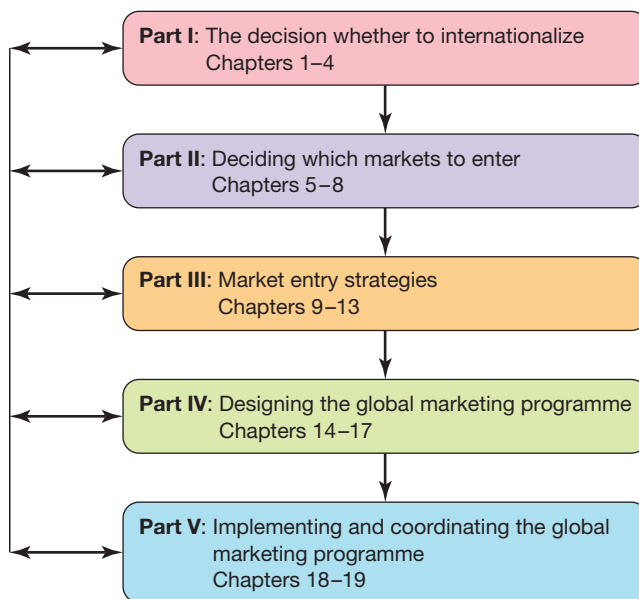 Part I: The decision whether to internationalize
Chapters 1–4
Part II: Deciding which markets to enter
Chapters 5–8
Part III: Market entry strategies
Chapters 9–13
Part IV: Designing the global marketing programme
Chapters 14–17
Part V: Implementing and coordinating the global
marketing programme
Chapters 18–19